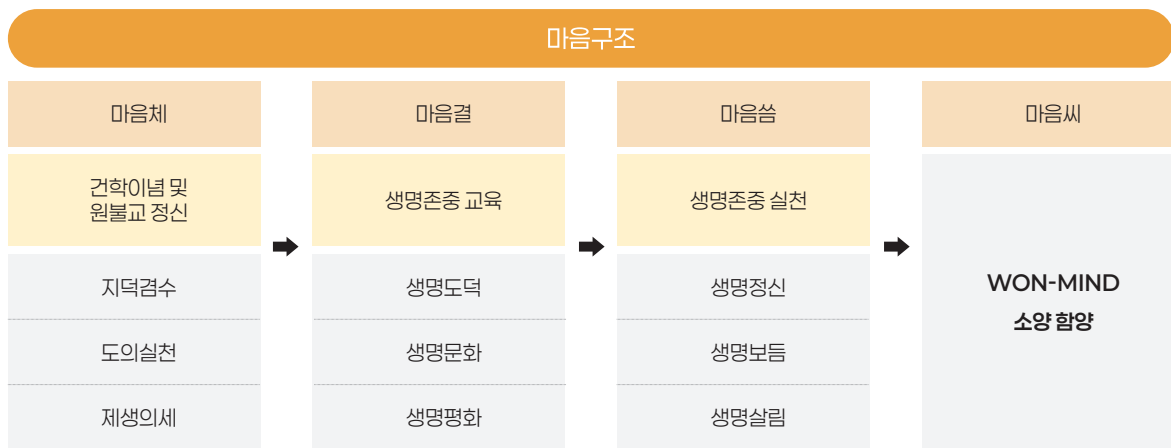 마음구조
마음체
마음결
마음씀
마음씨
건학이념 및
원불교 정신
생명존중 교육
생명존중 실천
지덕겸수
생명도덕
생명정신
WON-MIND
소양 함양
도의실천
생명문화
생명보듬
제생의세
생명평화
생명살림